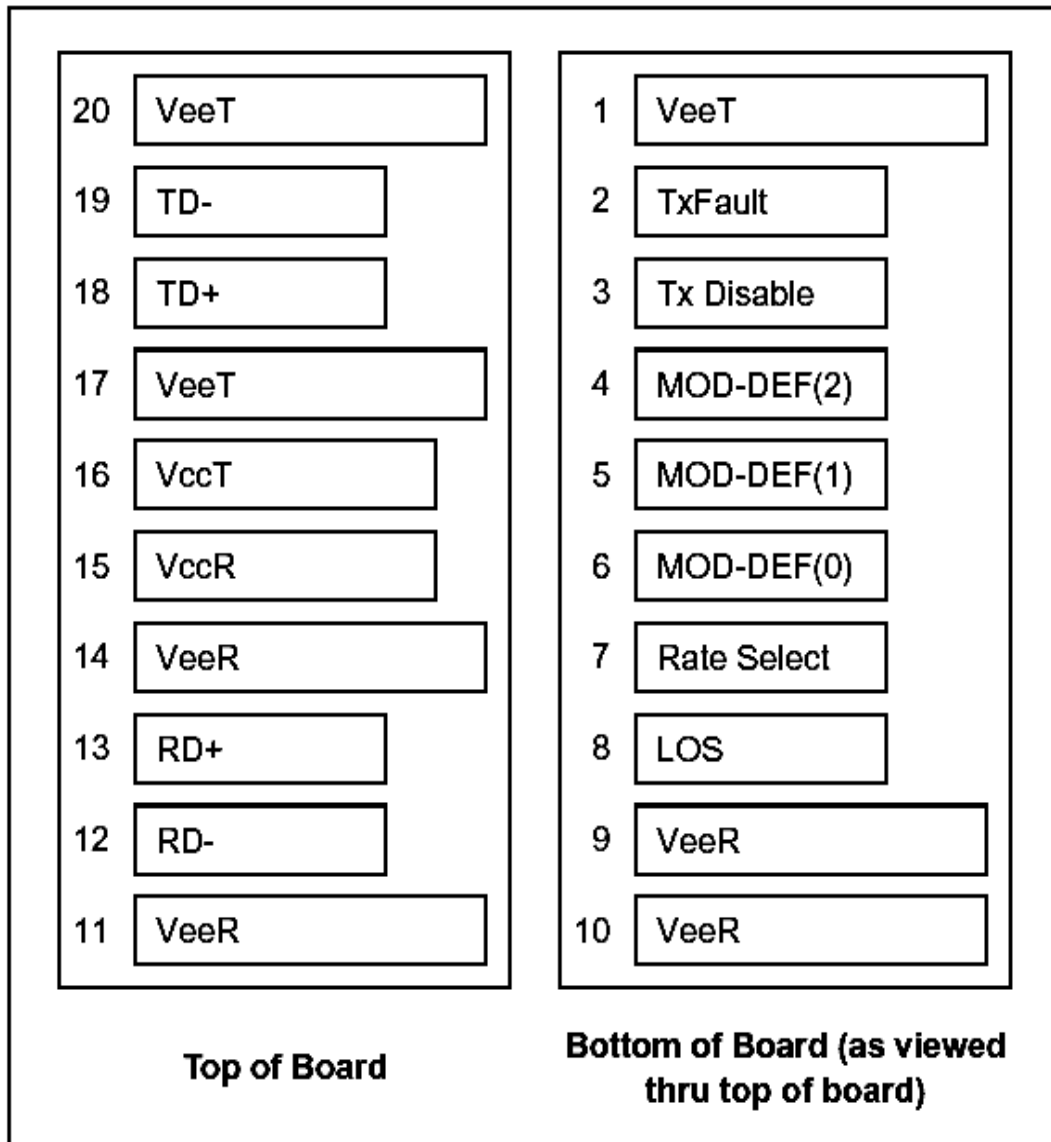 20 VeeT
19 TD-
18 TD+
17 VeeT
16 VccT
15 VccR
14 VeeR
13 RD+
12 RD-
11 VeeR
Top of Board
1 VeeT
2 TxFault
3 Tx Disable
4 MOD-DEF(2)
5 MOD-DEF(1)
6 MOD-DEF(0)
7 Rate Select
8 LOS
9 VeeR
10 VeeR
Bottom of Board (as viewed
thru top of board)